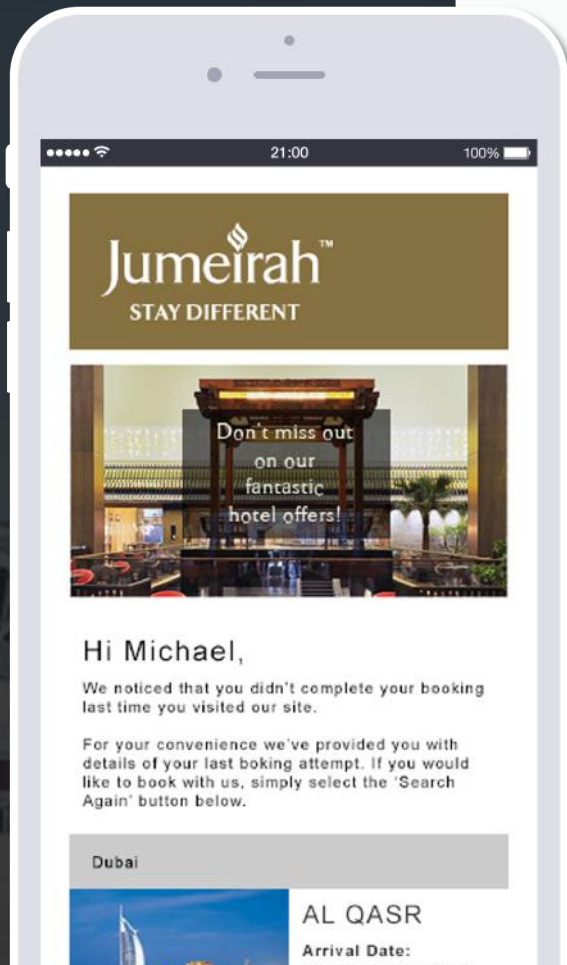 21:00
100%
Jumeirah™
STAY DIFFERENT
Don't miss out
on our
fantastic
hotel offers!
Hi Michael,
We noticed that you didn't complete your booking
last time you visited our site.
For your convenience we've provided you with
details of your last boking attempt. If you would
like to book with us, simply select the 'Search
Again' button below.
Dubai
AL QASR
Arrival Date: